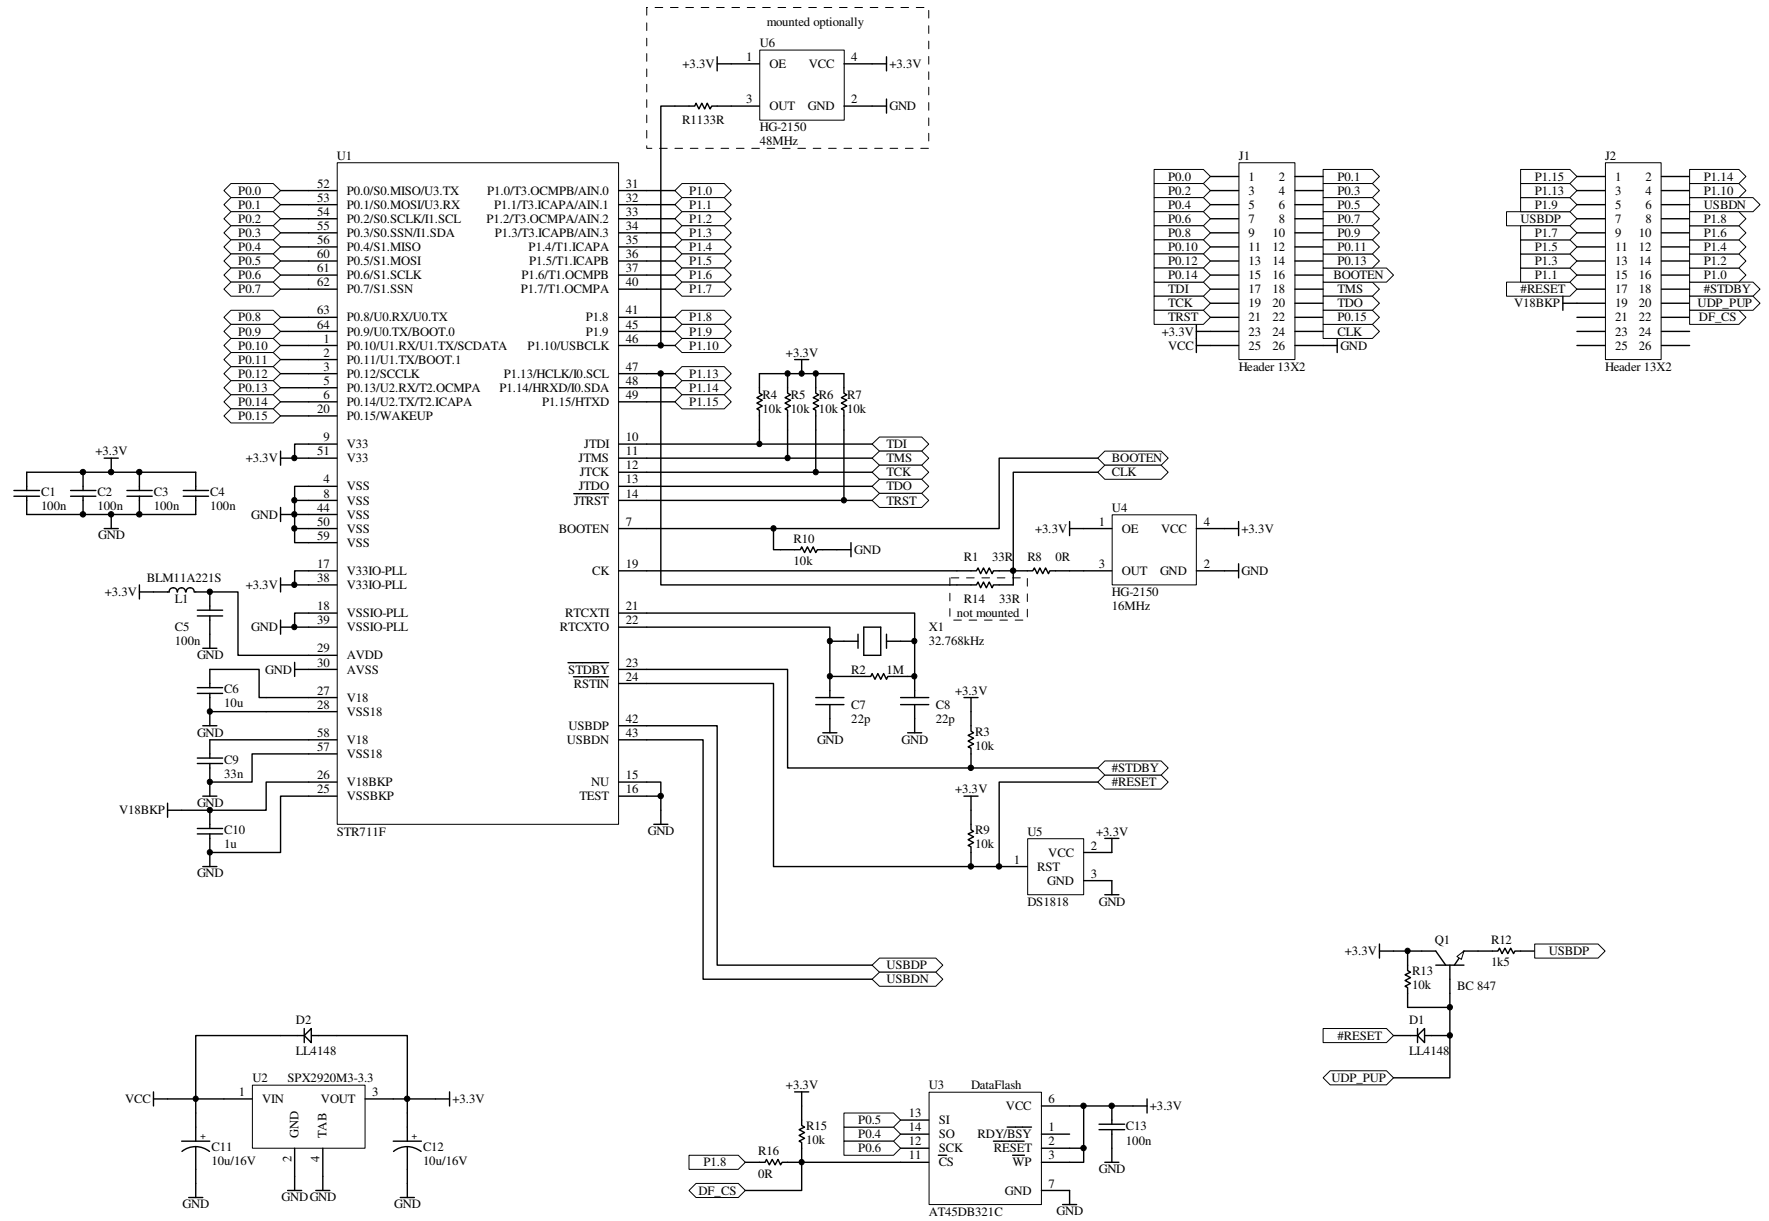 mounted optionally
U6
+3.3V 1 OE VCC 4 +3.3V
R11 33R 3 OUT GND 2 GND
HG-2150
48MHz
U1
P0.0 52 P0.0/S0.MISO/U3.TX P1.0/T3.OCMPB/AIN.0 31 P1.0
P0.1 53 P0.1/S0.MOSI/U3.RX P1.1/T3.ICAPA/AIN.1 32 P1.1
P0.2 54 P0.2/S0.SCLK/I1.SCL P1.2/T3.OCMPA/AIN.2 33 P1.2
P0.3 55 P0.3/S0.SSN/I1.SDA P1.3/T3.ICAPB/AIN.3 34 P1.3
P0.4 56 P0.4/S1.MISO P1.4/T1.ICAPA 35 P1.4
P0.5 60 P0.5/S1.MOSI P1.5/T1.ICAPB 36 P1.5
P0.6 61 P0.6/S1.SCLK P1.6/T1.OCMPB 37 P1.6
P0.7 62 P0.7/S1.SSN P1.7/T1.OCMPA 40 P1.7
P0.8 63 P0.8/U0.RX/U0.TX P1.8 41 P1.8
P0.9 64 P0.9/U0.TX/BOOT.0 P1.9 45 P1.9
P0.10 1 P0.10/U1.RX/U1.TX/SCDATA P1.10/USBCLK 46 P1.10
P0.11 2 P0.11/U1.TX/BOOT.1
P0.12 3 P0.12/SCCLK P1.13/HCLK/I0.SCL 47 P1.13
P0.13 5 P0.13/U2.RX/T2.OCMPA P1.14/HRXD/I0.SDA 48 P1.14
P0.14 6 P0.14/U2.TX/T2.ICAPA P1.15/HTXD 49 P1.15
P0.15 20 P0.15/WAKEUP
9 V33 JTDI 10 TDI
+3.3V 51 V33 JTMS 11 TMS
JTCK 12 TCK
4 VSS JTDO 13 TDO
8 VSS JTRST 14 TRST
GND 44 VSS
50 VSS BOOTEN 7
59 VSS
17 V33IO-PLL CK 19
+3.3V 38 V33IO-PLL
18 VSSIO-PLL RTCXTI 21
GND 39 VSSIO-PLL RTCXTO 22
29 AVDD
GND 30 AVSS STDBY 23
RSTIN 24
27 V18
28 VSS18
USBDP 42
58 V18 USBDN 43
57 VSS18
26 V18BKP NU 15
25 VSSBKP TEST 16
GND
STR711F
+3.3V
R4 R5 R6 R7
10k 10k 10k 10k
+3.3V
C1 C2 C3 C4
100n 100n 100n 100n
GND
BLM11A221S
+3.3V
L1
C5
100n
GND
C6
10u
GND
C9
33n
GND
V18BKP
C10
1u
GND
BOOTEN
CLK
R10
10k
GND
U4
+3.3V 1 OE VCC 4 +3.3V
R1 33R R8 0R 3 OUT GND 2 GND
HG-2150
16MHz
R14 33R
not mounted
X1
32.768kHz
R2 1M
C7
22p
C8
22p
GND GND
+3.3V
R3
10k
#STDBY
#RESET
+3.3V
R9
10k
U5
+3.3V
VCC 2
1 RST
GND 3
GND
DS1818
USBDP
USBDN
J1
P0.0 1 2 P0.1
P0.2 3 4 P0.3
P0.4 5 6 P0.5
P0.6 7 8 P0.7
P0.8 9 10 P0.9
P0.10 11 12 P0.11
P0.12 13 14 P0.13
P0.14 15 16 BOOTEN
TDI 17 18 TMS
TCK 19 20 TDO
TRST 21 22 P0.15
+3.3V 23 24 CLK
VCC 25 26 GND
Header 13X2
J2
P1.15 1 2 P1.14
P1.13 3 4 P1.10
P1.9 5 6 USBDN
USBDP 7 8 P1.8
P1.7 9 10 P1.6
P1.5 11 12 P1.4
P1.3 13 14 P1.2
P1.1 15 16 P1.0
#RESET 17 18 #STDBY
V18BKP 19 20 UDP_PUP
21 22 DF_CS
23 24
25 26
Header 13X2
Q1
R12
+3.3V USBDP
1k5
R13
10k
BC 847
D1
#RESET
LL4148
UDP_PUP
D2
LL4148
U2 SPX2920M3-3.3
VCC 1 VIN VOUT 3 +3.3V
GND TAB
2 4
+ C11
10u/16V
+ C12
10u/16V
GND GND GND GND
+3.3V
R15
10k
R16
P1.8
0R
DF_CS
U3 DataFlash
VCC 6 +3.3V
P0.5 13 SI
P0.4 14 SO RDY/BSY 1
P0.6 12 SCK RESET 2
11 CS WP 3
GND 7
GND
AT45DB321C
C13
100n
GND